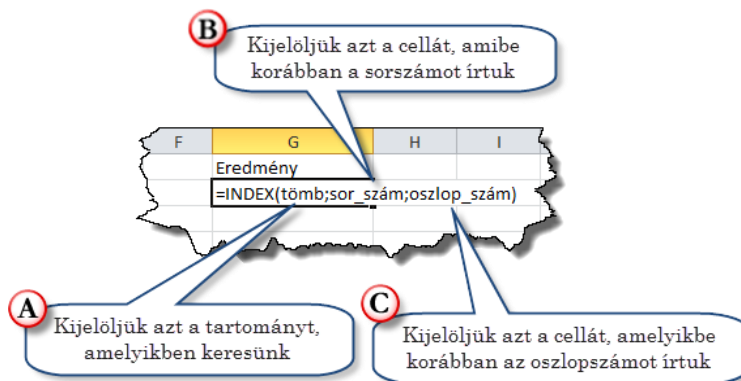 B
Kijelöljük azt a cellát, amibe
korábban a sorszámot írtuk
F G H I
Eredmény
=INDEX(tömb;sor_szám;oszlop_szám)
A
Kijelöljük azt a tartományt,
amelyikben keresünk
C
Kijelöljük azt a cellát, amelyikbe
korábban az oszlopszámot írtuk